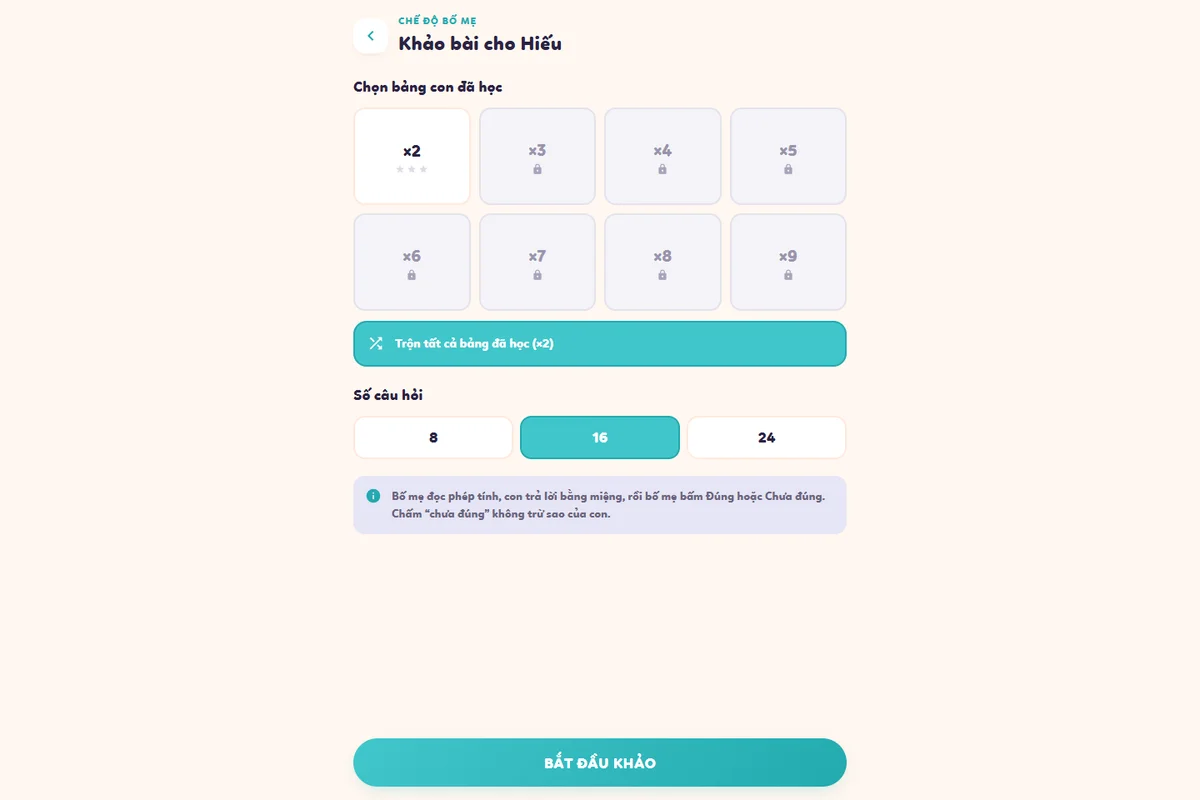 CHẾ ĐỘ BỐ MẸ
Khảo bài cho Hiếu
Chọn bảng con đã học
×2
×3
×4
×5
×6
×7
×8
×9
Trộn tất cả bảng đã học (×2)
Số câu hỏi
8
16
24
Bố mẹ đọc phép tính, con trả lời bằng miệng, rồi bố mẹ bấm Đúng hoặc Chưa đúng.
Chấm “chưa đúng” không trừ sao của con.
BẮT ĐẦU KHẢO